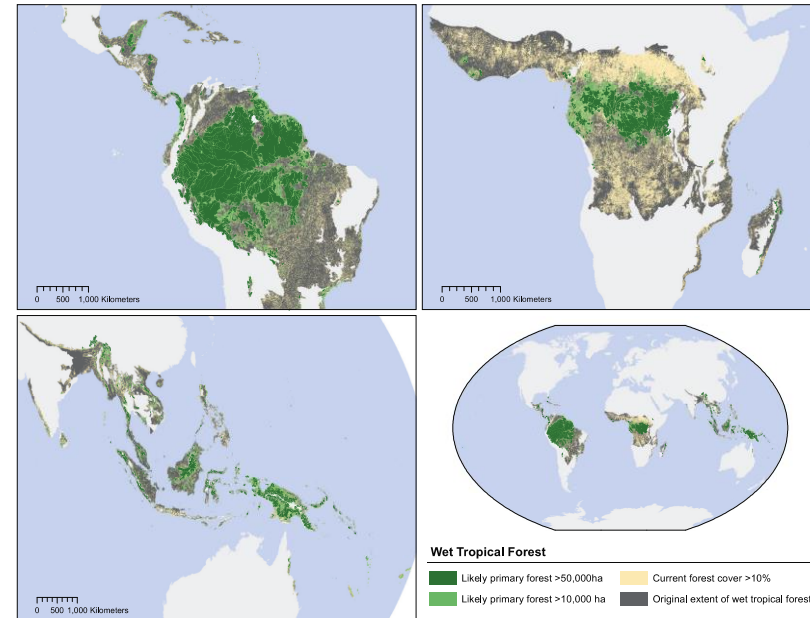 0 500 1,000 Kilometers
0 500 1,000 Kilometers
0 500 1,000 Kilometers
Wet Tropical Forest
Likely primary forest >50,000ha
Current forest cover >10%
Likely primary forest >10,000 ha
Original extent of wet tropical forest